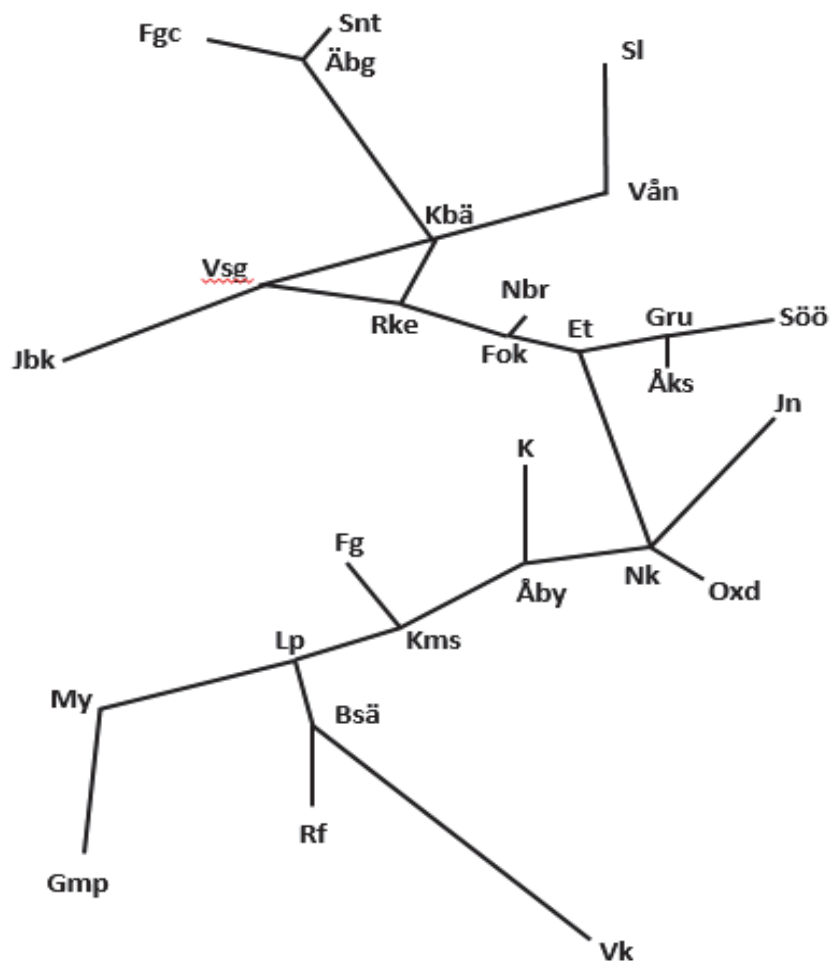 Snt
Fgc
Äbg
Sl
Vån
Kbä
Vsg
Nbr
Rke
Et
Gru
Söö
Fok
Jbk
Åks
Jn
K
Fg
Nk
Åby
Oxd
Lp
Kms
My
Bsä
Rf
Gmp
Vk